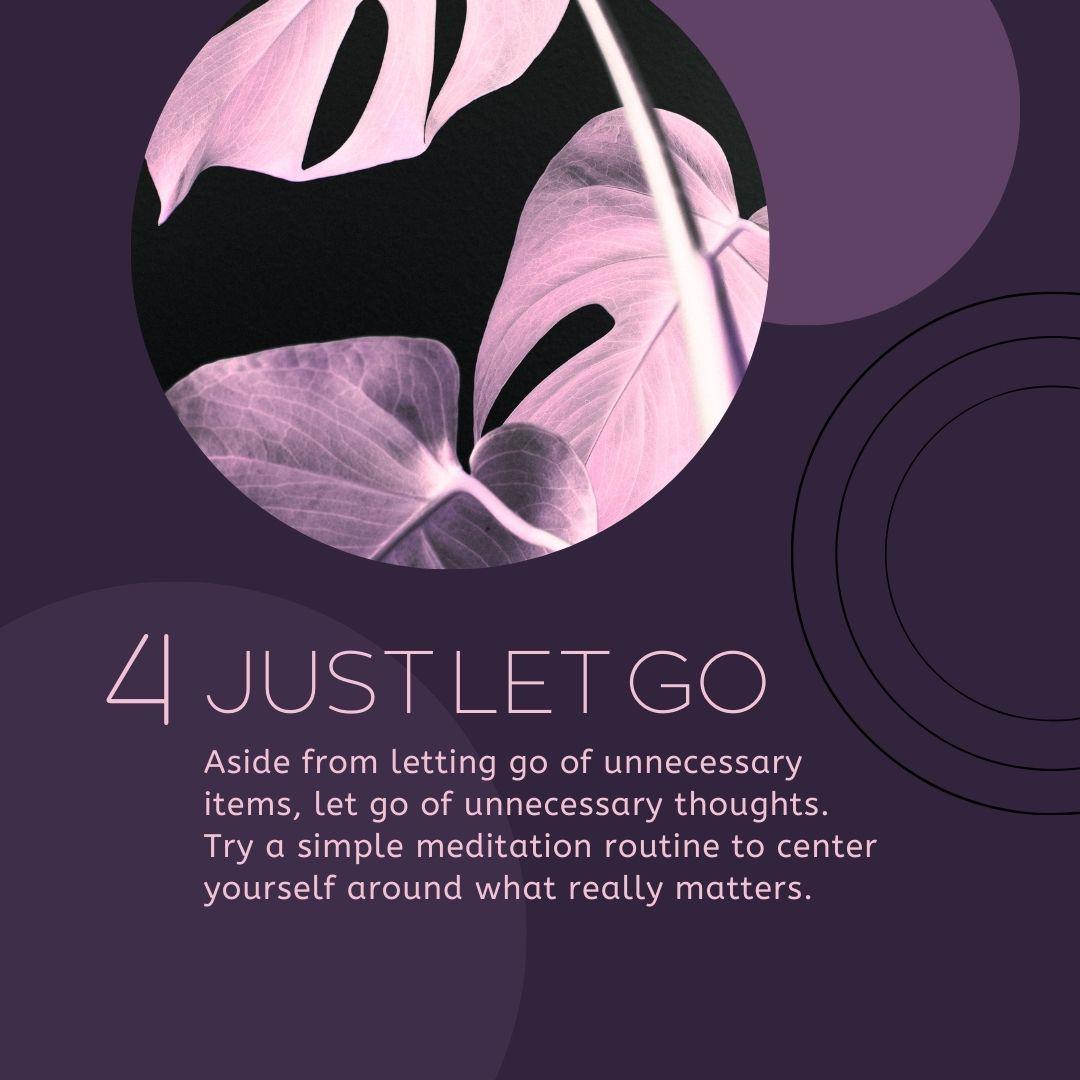 4 JUST LET GO
Aside from letting go of unnecessary
items, let go of unnecessary thoughts.
Try a simple meditation routine to center
yourself around what really matters.